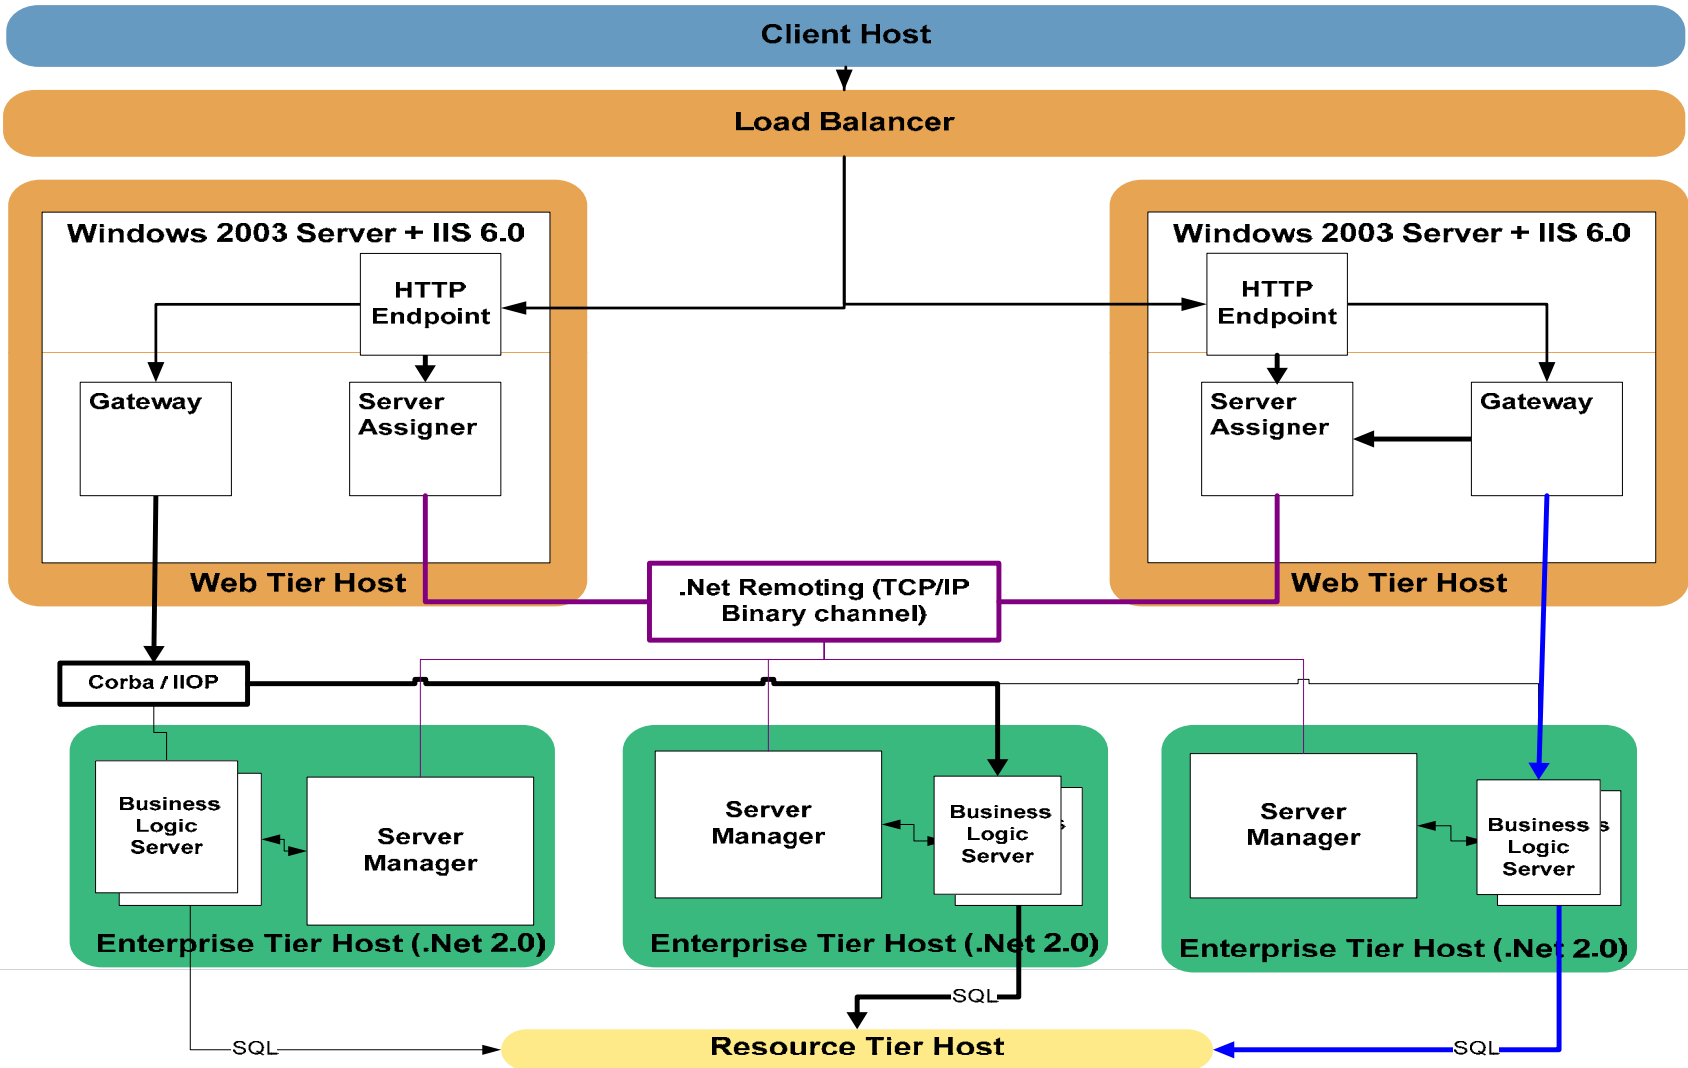 Client Host
Load Balancer
Windows 2003 Server + IIS 6.0
HTTP
Endpoint
Gateway
Server
Assigner
Web Tier Host
Windows 2003 Server + IIS 6.0
HTTP
Endpoint
Server
Assigner
Gateway
Web Tier Host
.Net Remoting (TCP/IP
Binary channel)
Corba / IIOP
Business
Logic
Server
Server
Manager
Enterprise Tier Host (.Net 2.0)
Server
Manager
Business
Logic
Server
Enterprise Tier Host (.Net 2.0)
Server
Manager
Business
Logic
Server
Enterprise Tier Host (.Net 2.0)
SQL
SQL
SQL
Resource Tier Host